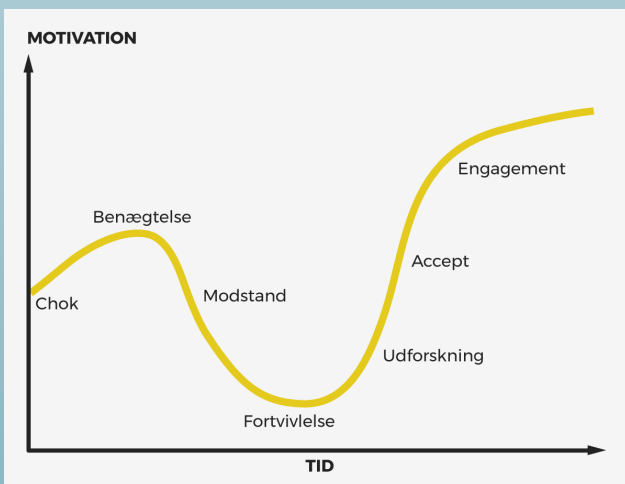 MOTIVATION
Benægtelse
Chok
Modstand
Fortvivlelse
Udforskning
Accept
Engagement
TID